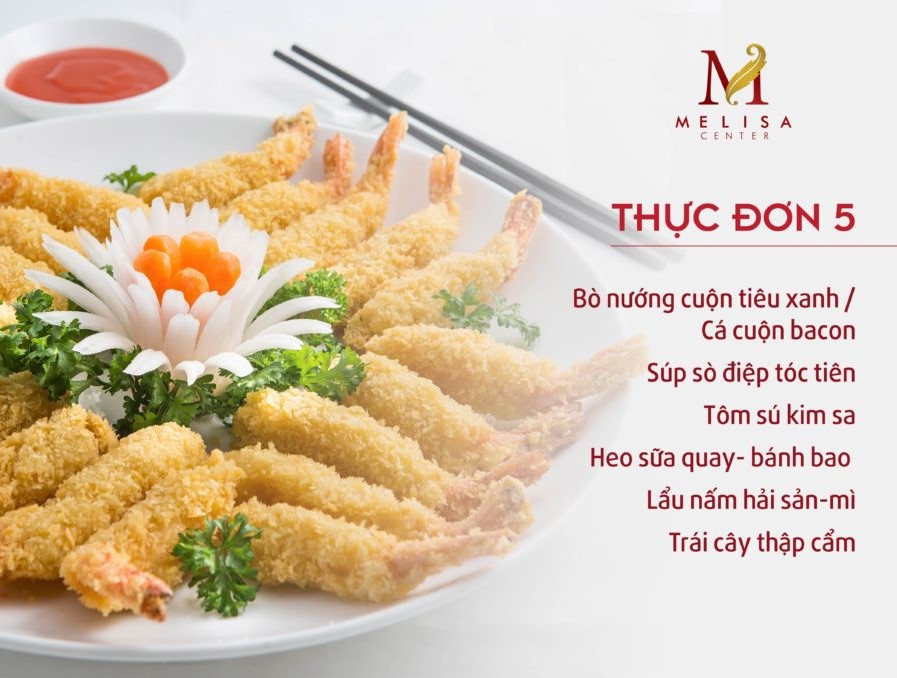 M
MELISA
CENTER
THỰC ĐƠN 5
Bò nướng cuộn tiêu xanh /
Cá cuộn bacon
Súp sò điệp tóc tiên
Tôm sú kim sa
Heo sữa quay- bánh bao
Lẩu nấm hải sản-mì
Trái cây thập cẩm